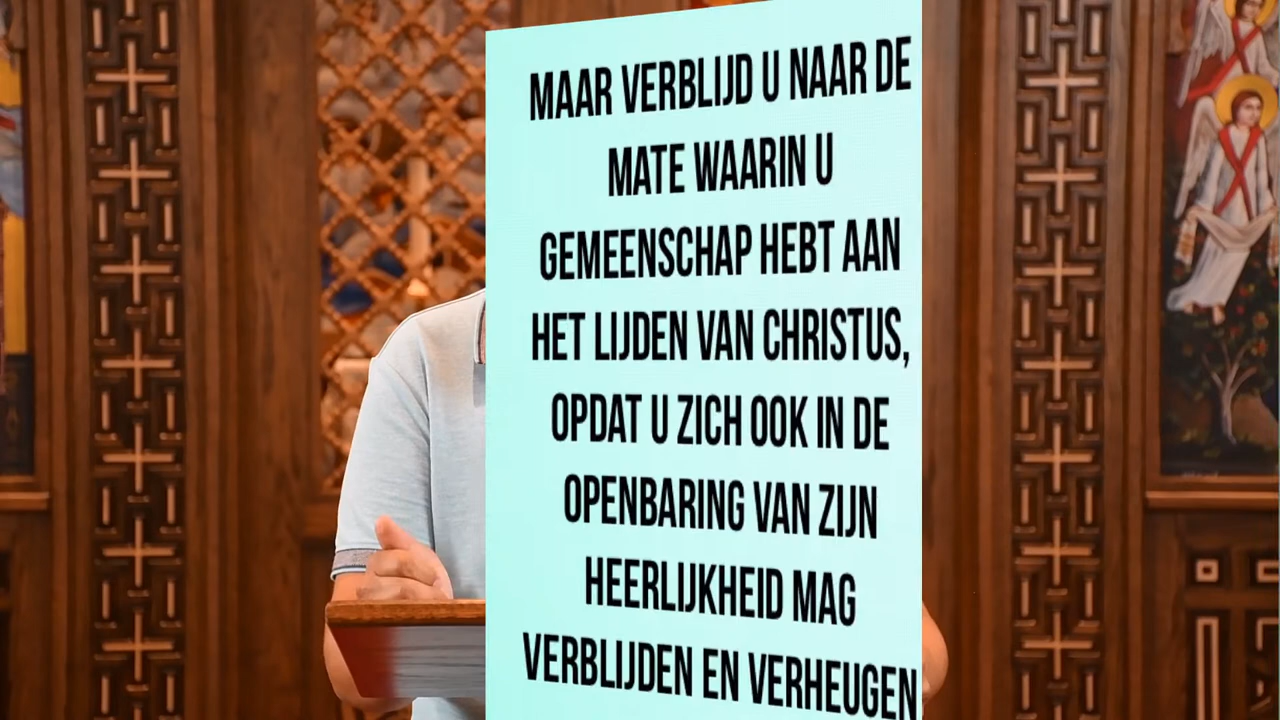 MAAR VERBLIJD U NAAR DE
MATE WAARIN U
GEMEENSCHAP HEBT AAN
HET LIJDEN VAN CHRISTUS,
OPDAT U ZICH OOK IN DE
OPENBARING VAN ZIJN
HEERLIJKHEID MAG
VERBLIJDEN EN VERHEUGEN